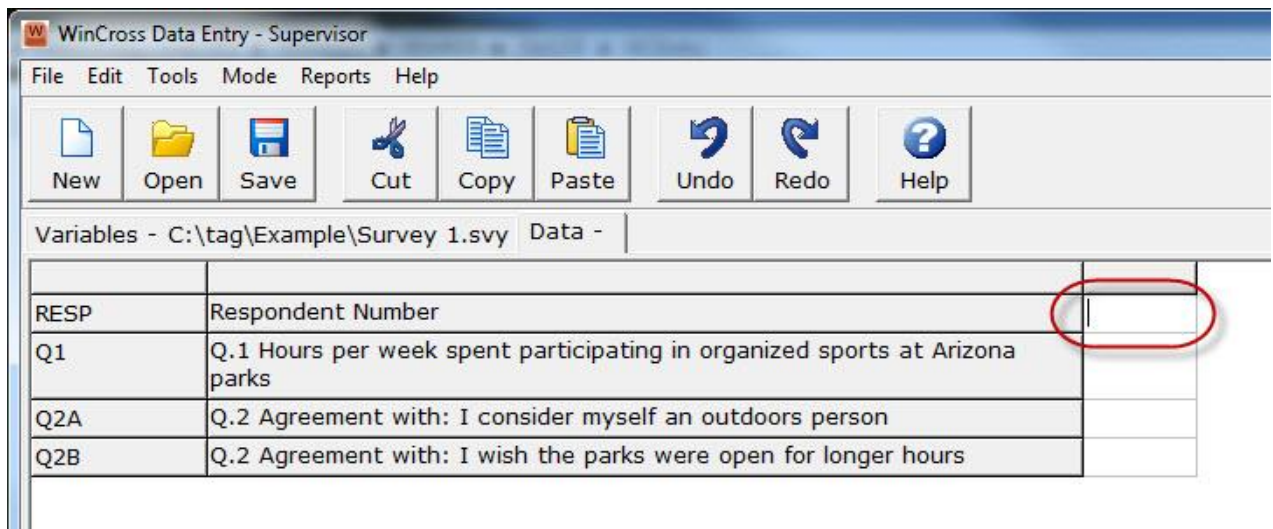 W WinCross Data Entry - Supervisor
File Edit Tools Mode Reports Help
New Open Save Cut Copy Paste Undo Redo Help
Variables - C:\tag\Example\Survey 1.svy Data -
RESP Respondent Number
Q1 Q.1 Hours per week spent participating in organized sports at Arizona
parks
Q2A Q.2 Agreement with: I consider myself an outdoors person
Q2B Q.2 Agreement with: I wish the parks were open for longer hours